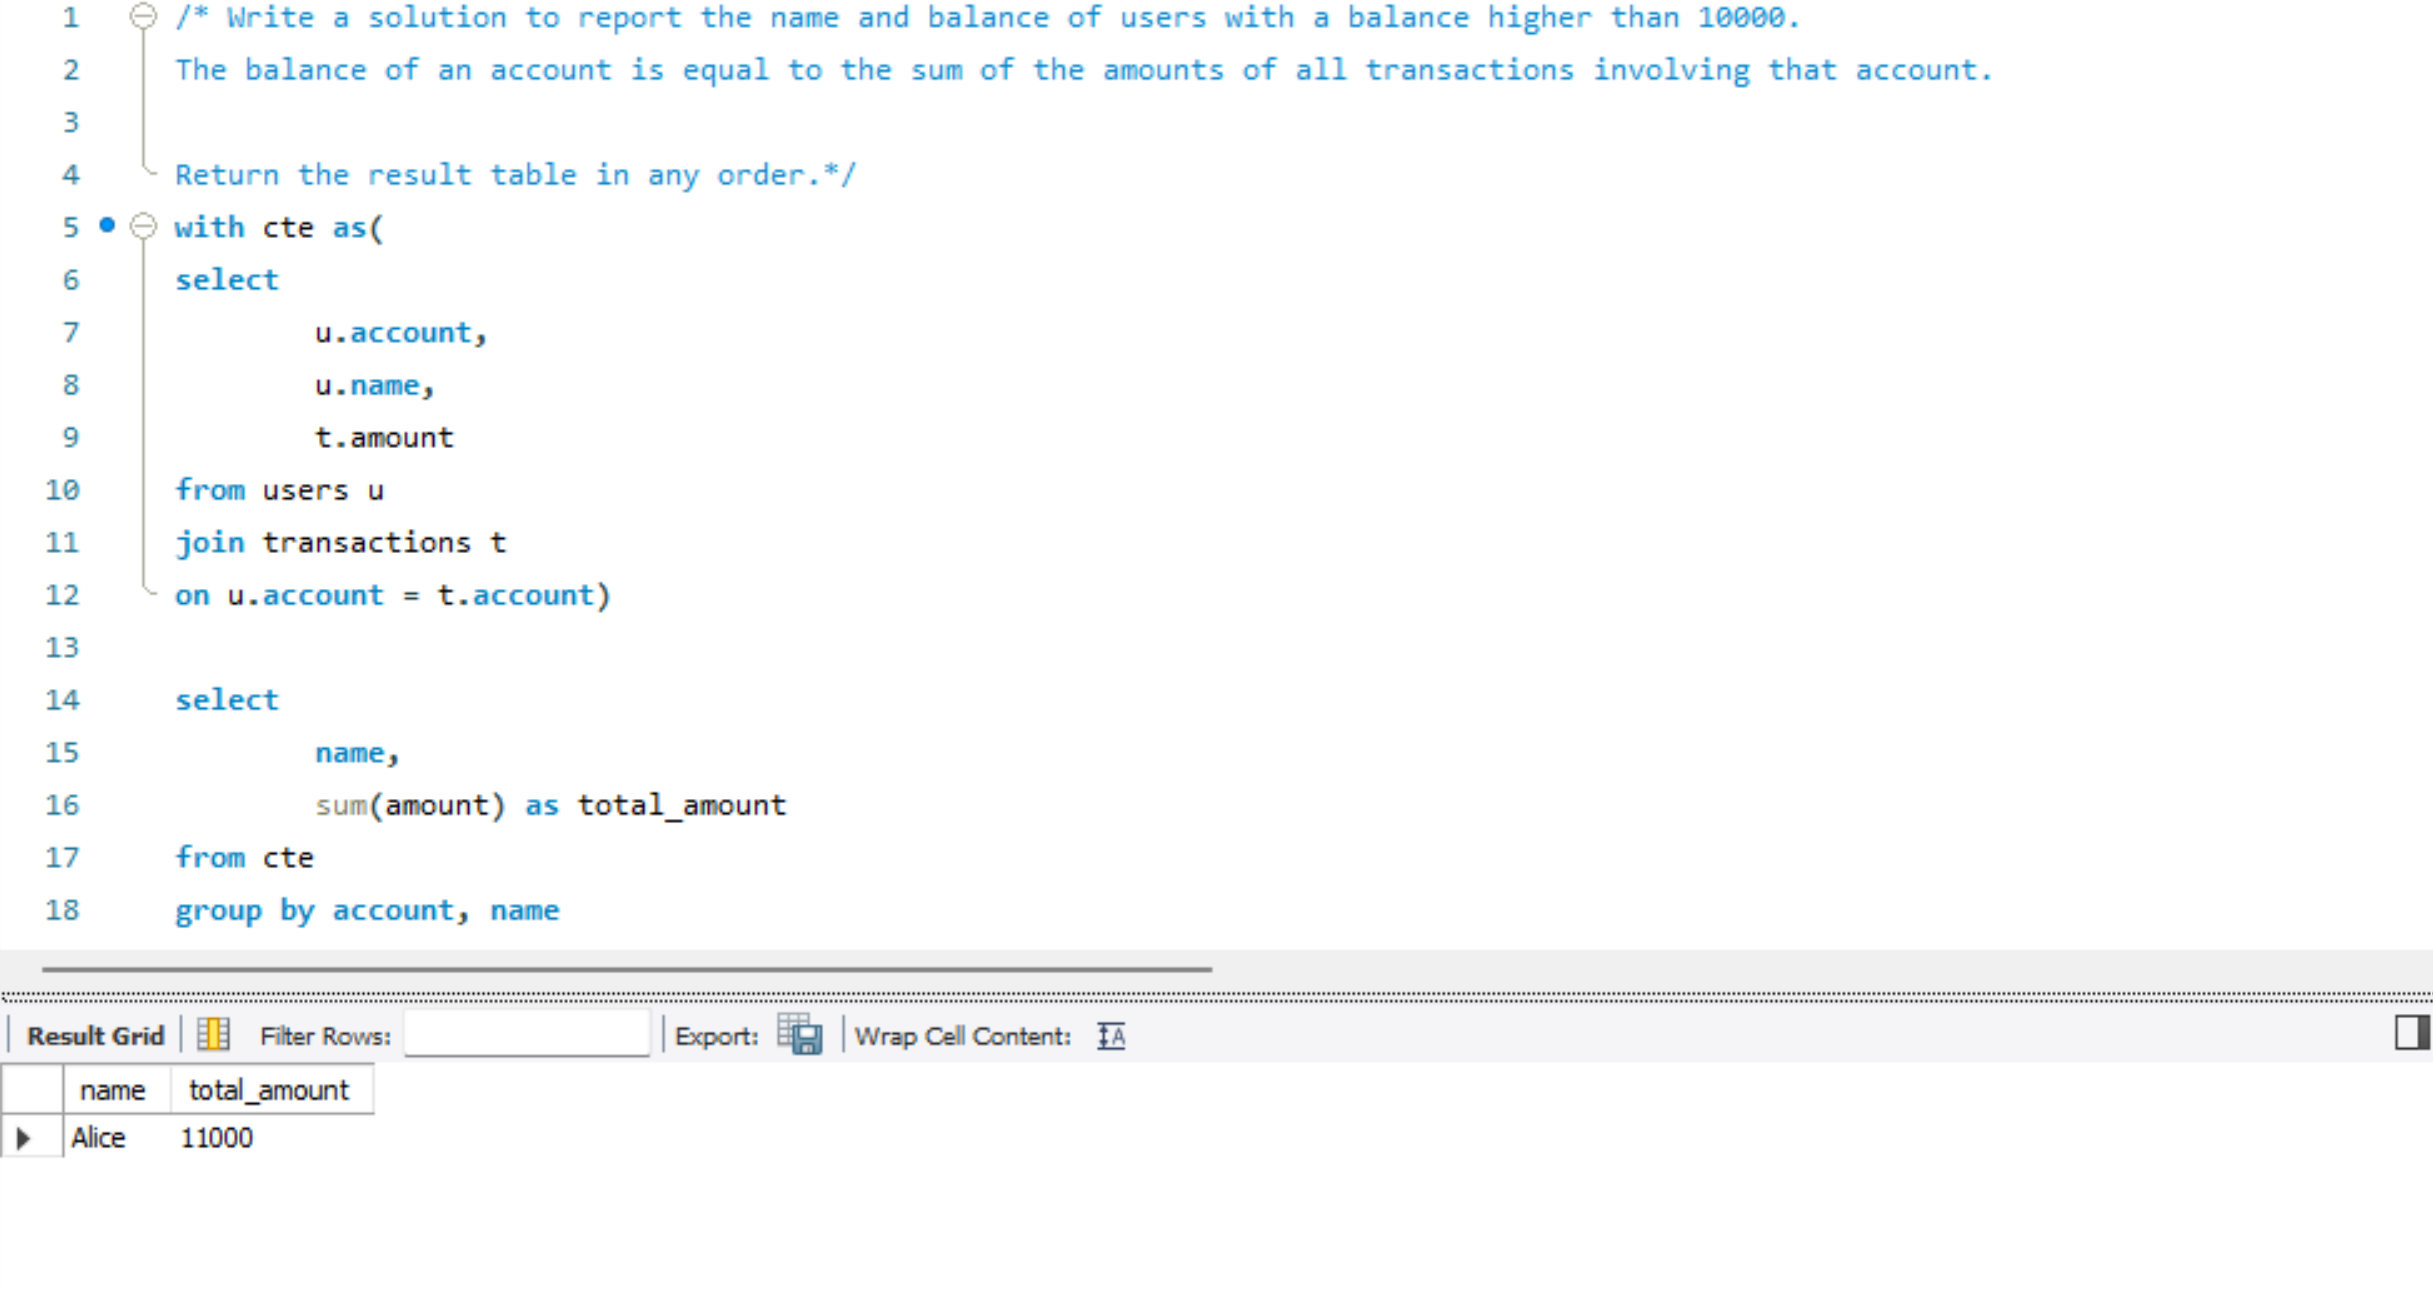 1 /* Write a solution to report the name and balance of users with a balance higher than 10000.
2 The balance of an account is equal to the sum of the amounts of all transactions involving that account.
3
4 Return the result table in any order.*/
5 with cte as(
6 select
7 u.account,
8 u.name,
9 t.amount
10 from users u
11 join transactions t
12 on u.account = t.account)
13
14 select
15 name,
16 sum(amount) as total_amount
17 from cte
18 group by account, name
Result Grid Filter Rows: Export: Wrap Cell Content:
name total_amount
Alice 11000